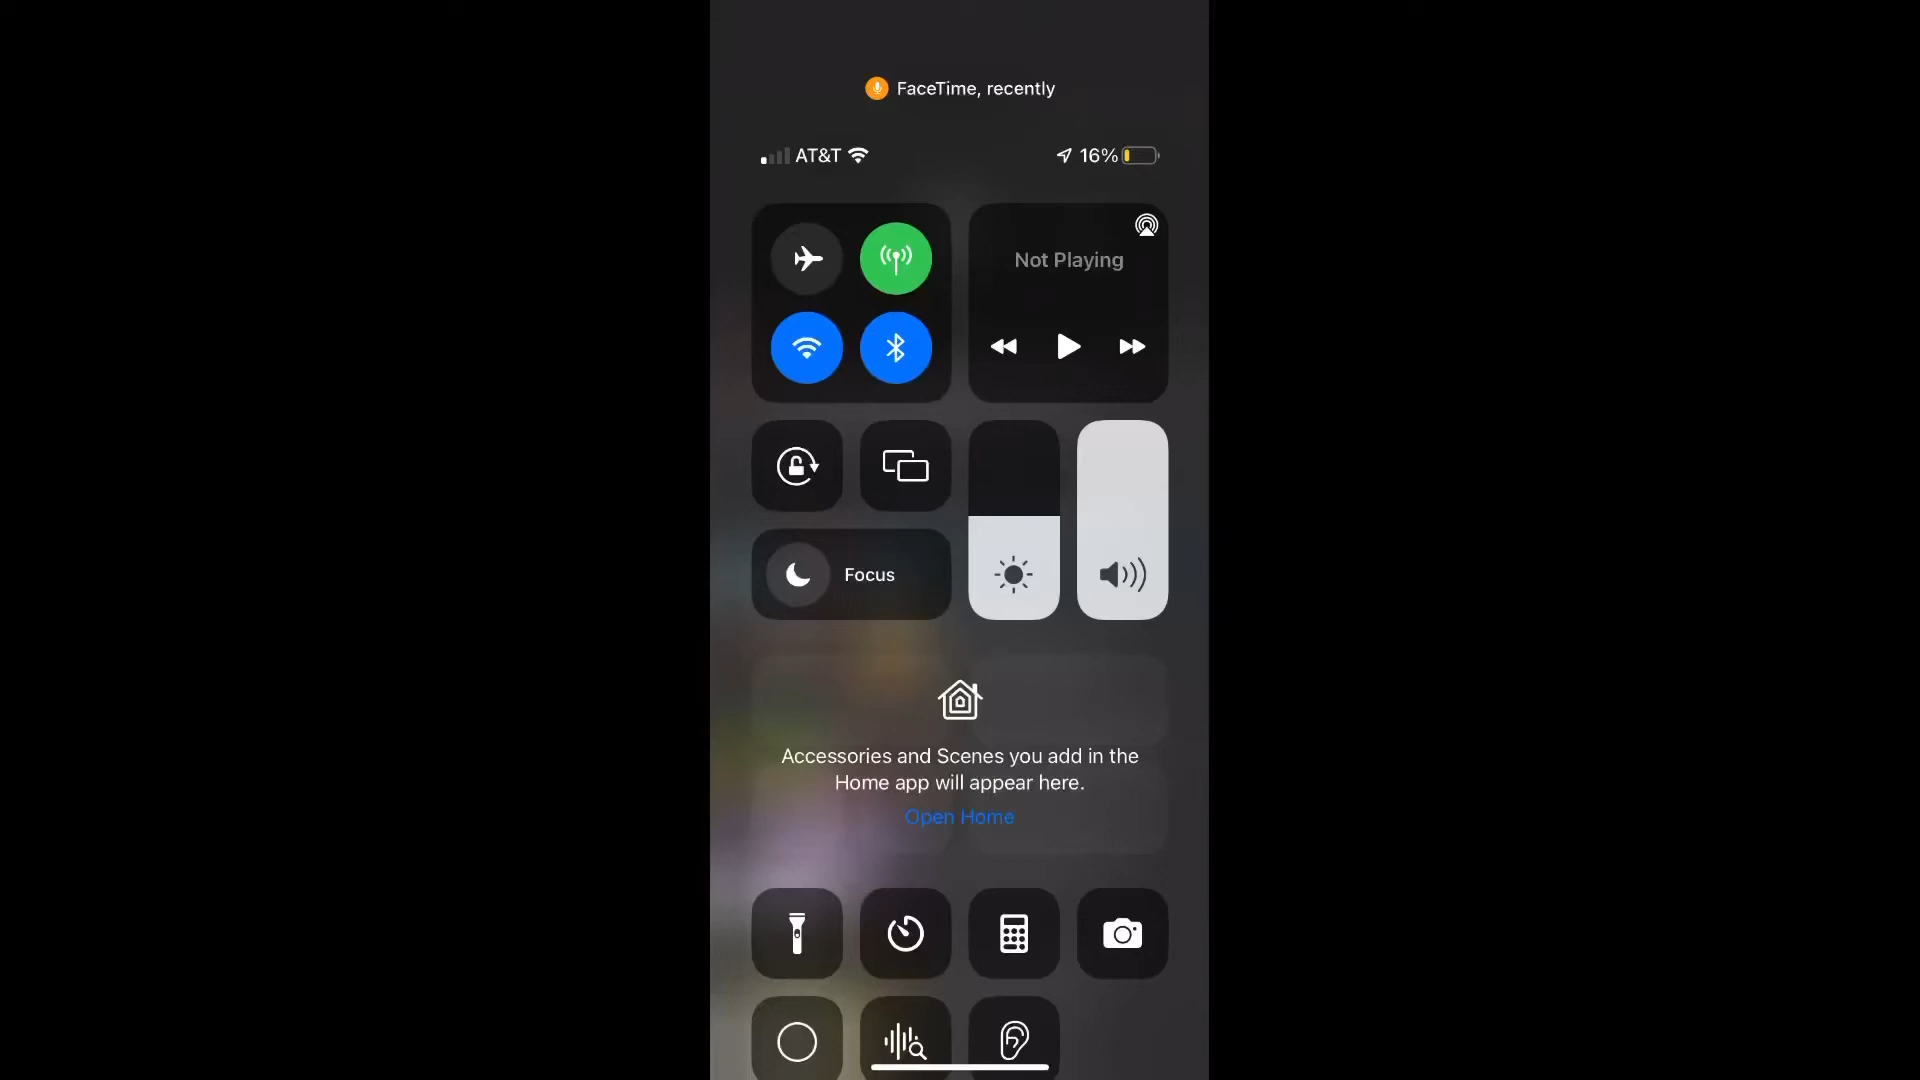 FaceTime, recently
AT&T 16%
Not Playing
Focus
Accessories and Scenes you add in the
Home app will appear here.
Open Home